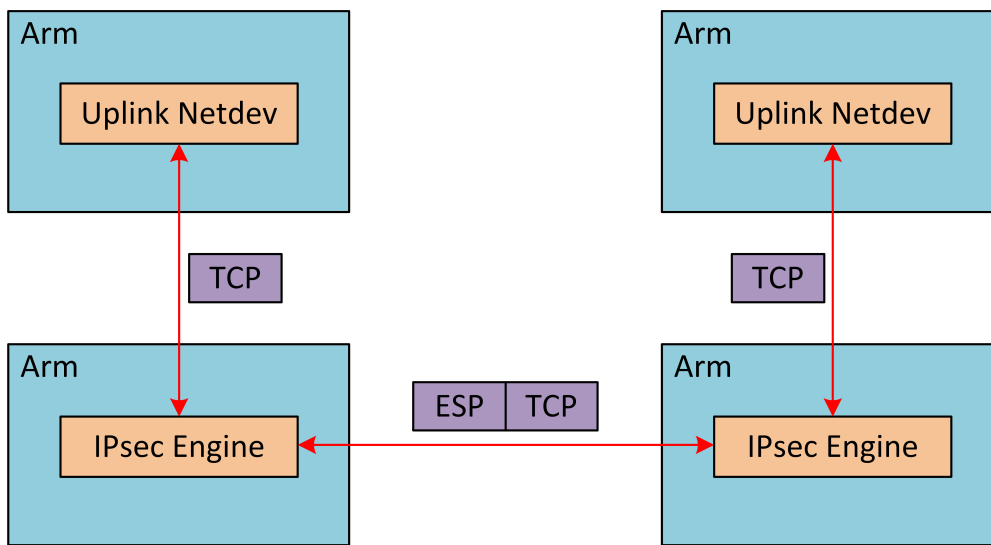 Arm
Uplink Netdev
Arm
Uplink Netdev
TCP
TCP
Arm
IPsec Engine
ESP TCP
Arm
IPsec Engine